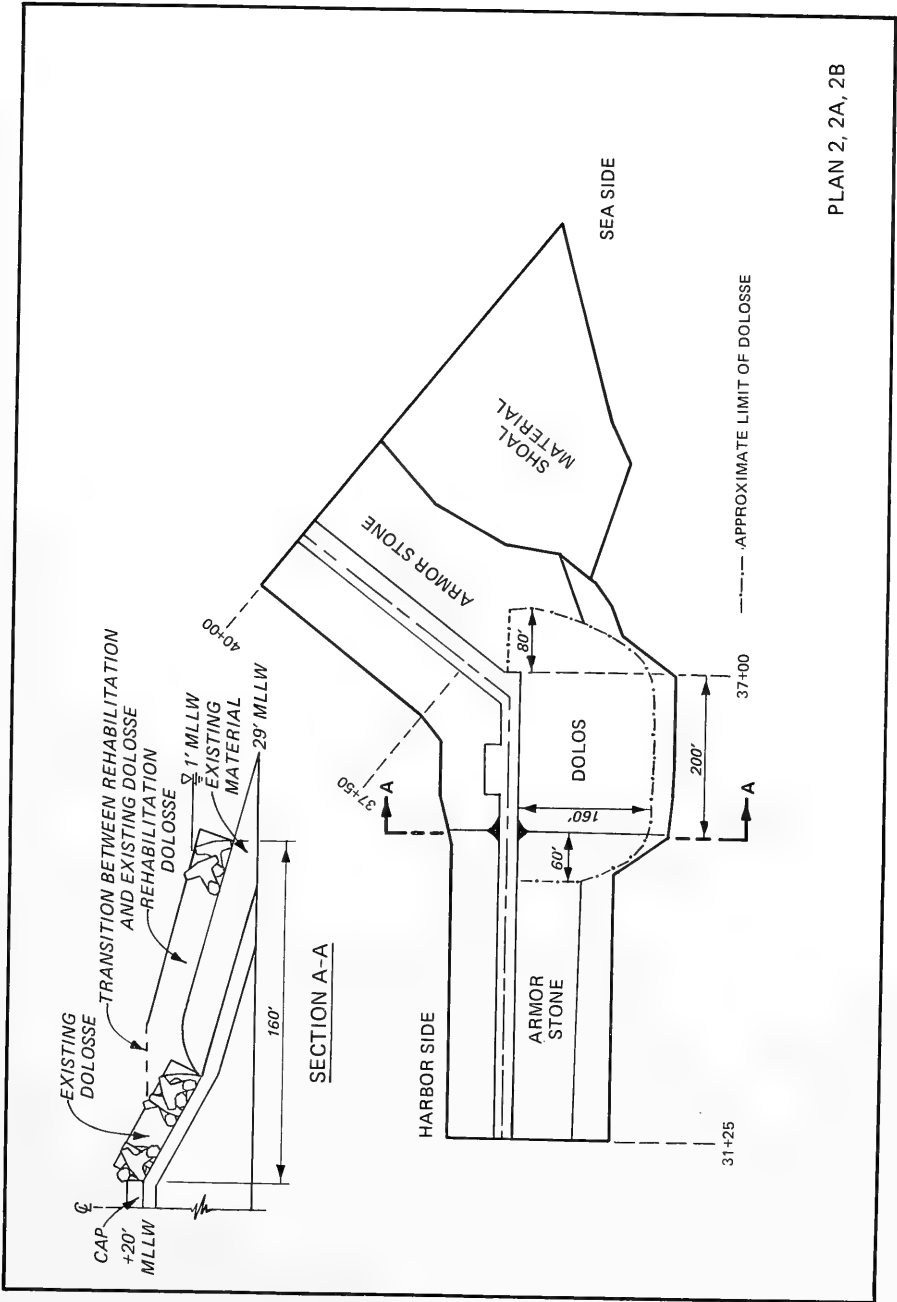 EXISTING
DOLOSSE
TRANSITION BETWEEN REHABILITATION
AND EXISTING DOLOSSE
REHABILITATION
DOLOSSE
1' MLLW
EXISTING
MATERIAL
29' MLLW
℄
CAP
+20'
MLLW
160'
SECTION A-A
HARBOR SIDE
40+00
37+50
A
ARMOR STONE
SHOAL
MATERIAL
SEA SIDE
80'
DOLOS
160'
60'
ARMOR
STONE
200'
A
31+25
37+00
APPROXIMATE LIMIT OF DOLOSSE
PLAN 2, 2A, 2B